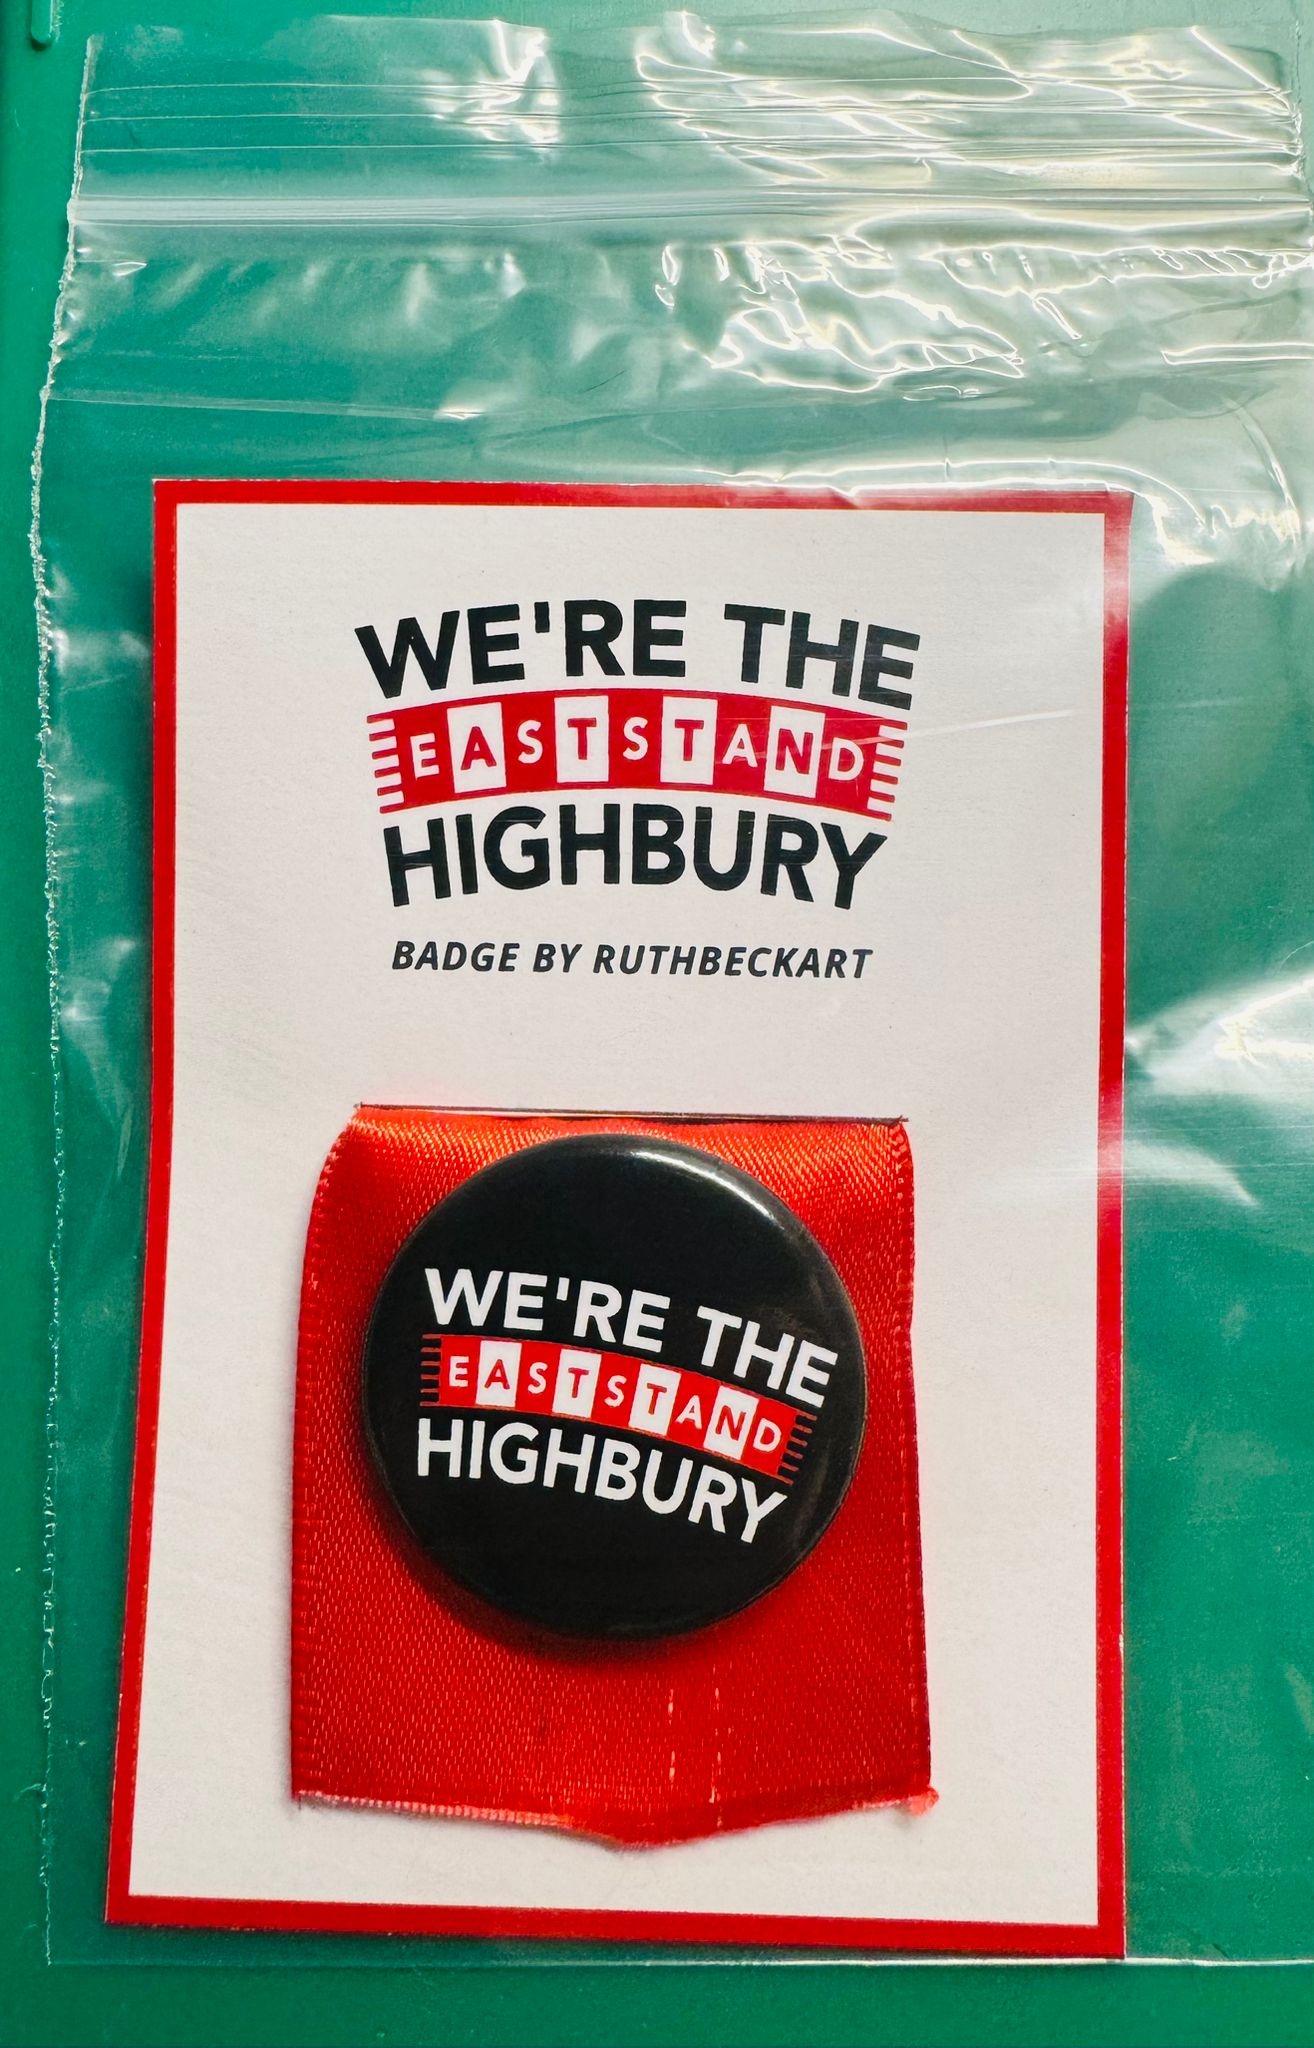 WE'RE THE
EASTSTAND
HIGHBURY
BADGE BY RUTHBECKART
WE'RE THE
EASTSTAND
HIGHBURY